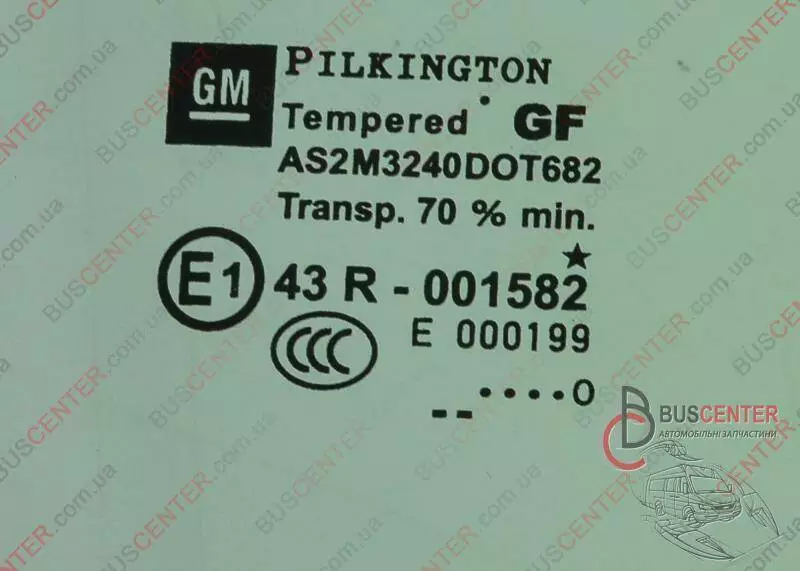 GM
PILKINGTON
Tempered GF
AS2M3240DOT682
Transp. 70 % min.
E1 43 R - 001582
E 000199
CCC
....0
--
BUSCENTER
АВТОМОБІЛЬНІ ЗАПЧАСТИНИ
BUSCENTER.com.ua